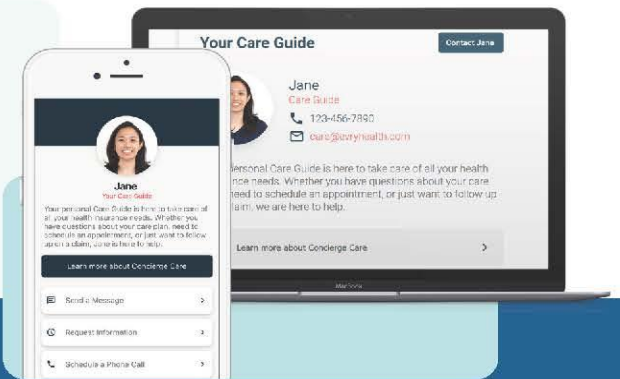 Your Care Guide
Contact Jane
Jane
Care Guide
123-456-7890
care@evryhealth.com
personal Care Guide is here to take care of all your health
nce needs. Whether you have questions about your care
need to schedule an appointment, or just want to follow up
laim, we are here to help.
Learn more about Concierge Care
MacBook
Jane
Your Care Guide
Your personal Care Guide is here to take care of
all your health insurance needs. Whether you
have questions about your care plan, need to
schedule an appointment, or just want to follow
up on a claim, Jane is here to help.
Learn more about Concierge Care
Send a Message
Request Information
Schedule a Phone Call